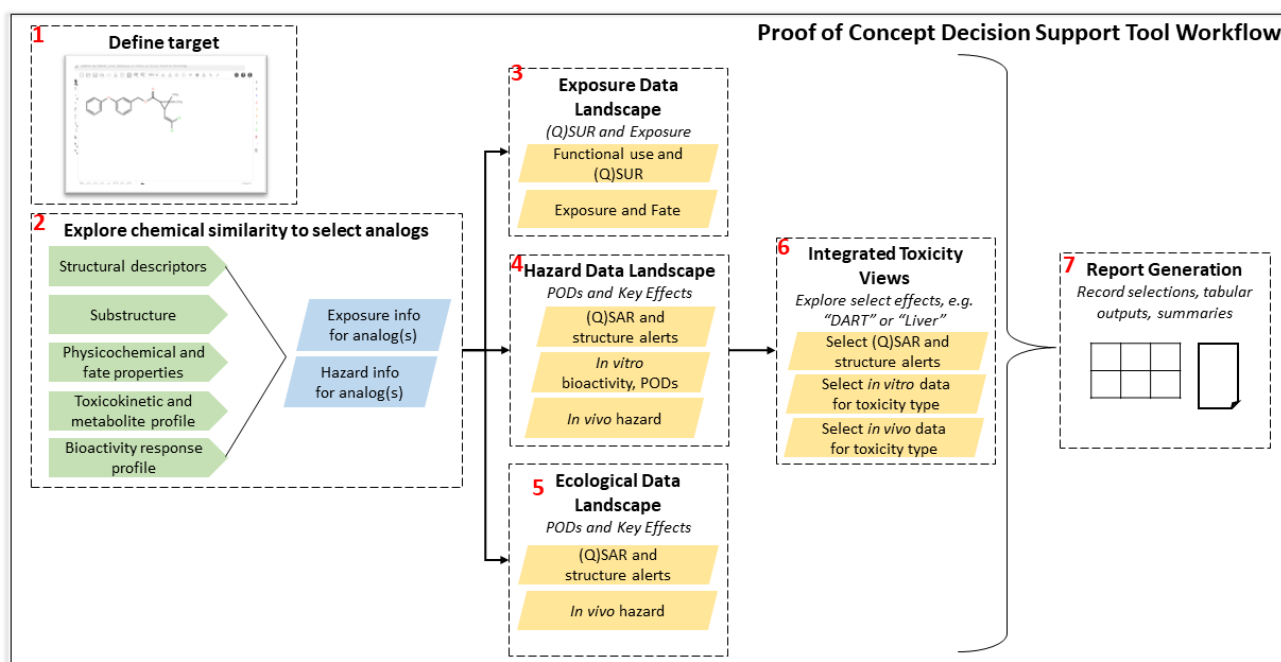 Proof of Concept Decision Support Tool Workflow
1
Define target
2
Explore chemical similarity to select analogs
Structural descriptors
Substructure
Physicochemical and
fate properties
Toxicokinetic and
metabolite profile
Bioactivity response
profile
Exposure info
for analog(s)
Hazard info
for analog(s)
3
Exposure Data
Landscape
(Q)SUR and Exposure
Functional use and
(Q)SUR
Exposure and Fate
4
Hazard Data Landscape
PODs and Key Effects
(Q)SAR and
structure alerts
In vitro
bioactivity, PODs
In vivo hazard
5
Ecological Data
Landscape
PODs and Key Effects
(Q)SAR and
structure alerts
In vivo hazard
6
Integrated Toxicity
Views
Explore select effects, e.g.
“DART” or “Liver”
Select (Q)SAR and
structure alerts
Select in vitro data
for toxicity type
Select in vivo data
for toxicity type
7
Report Generation
Record selections, tabular
outputs, summaries